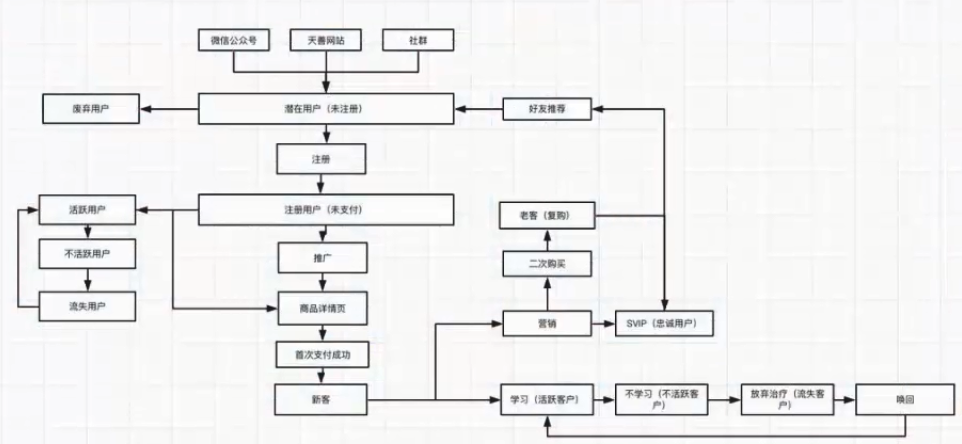 微信公众号
天善网站
社群
废弃用户
潜在用户（未注册）
好友推荐
注册
活跃用户
注册用户（未支付）
老客（复购）
不活跃用户
推广
二次购买
流失用户
商品详情页
营销
SVIP（忠诚用户）
首次支付成功
新客
学习（活跃客户）
不学习（不活跃客
户）
放弃治疗（流失客
户）
唤回